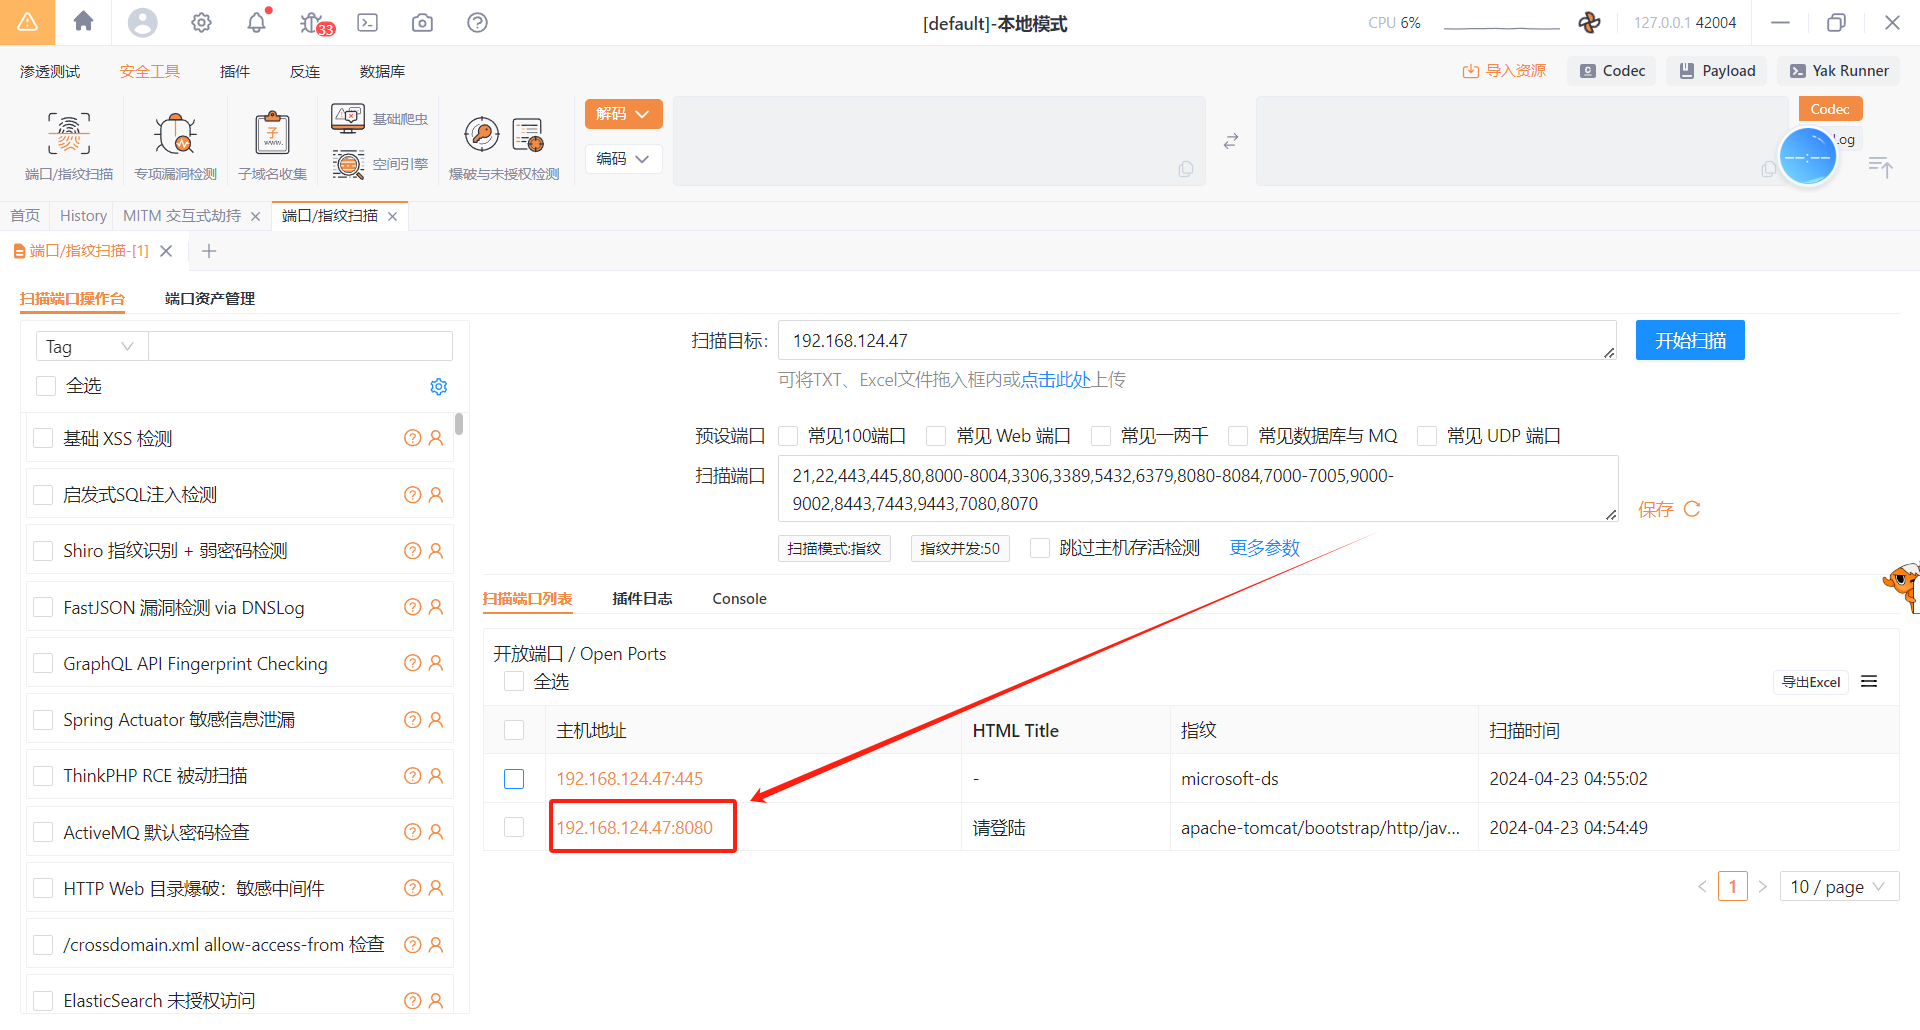 33
[default]-本地模式
CPU 6%
127.0.0.1 42004
渗透测试
安全工具
插件
反连
数据库
导入资源
Codec
Payload
Yak Runner
端口/指纹扫描
专项漏洞检测
子
www.
子域名收集
基础爬虫
空间引擎
爆破与未授权检测
解码
编码
Codec
og
首页
History
MITM 交互式劫持
端口/指纹扫描
端口/指纹扫描-[1]
扫描端口操作台
端口资产管理
Tag
全选
基础 XSS 检测
启发式SQL注入检测
Shiro 指纹识别 + 弱密码检测
FastJSON 漏洞检测 via DNSLog
GraphQL API Fingerprint Checking
Spring Actuator 敏感信息泄漏
ThinkPHP RCE 被动扫描
ActiveMQ 默认密码检查
HTTP Web 目录爆破：敏感中间件
/crossdomain.xml allow-access-from 检查
ElasticSearch 未授权访问
扫描目标:
192.168.124.47
开始扫描
可将TXT、Excel文件拖入框内或点击此处上传
预设端口
常见100端口
常见 Web 端口
常见一两千
常见数据库与 MQ
常见 UDP 端口
扫描端口
21,22,443,445,80,8000-8004,3306,3389,5432,6379,8080-8084,7000-7005,9000-
9002,8443,7443,9443,7080,8070
保存
扫描模式:指纹
指纹并发:50
跳过主机存活检测
更多参数
扫描端口列表
插件日志
Console
开放端口 / Open Ports
全选
导出Excel
主机地址
HTML Title
指纹
扫描时间
192.168.124.47:445
-
microsoft-ds
2024-04-23 04:55:02
192.168.124.47:8080
请登陆
apache-tomcat/bootstrap/http/jav...
2024-04-23 04:54:49
1
10 / page